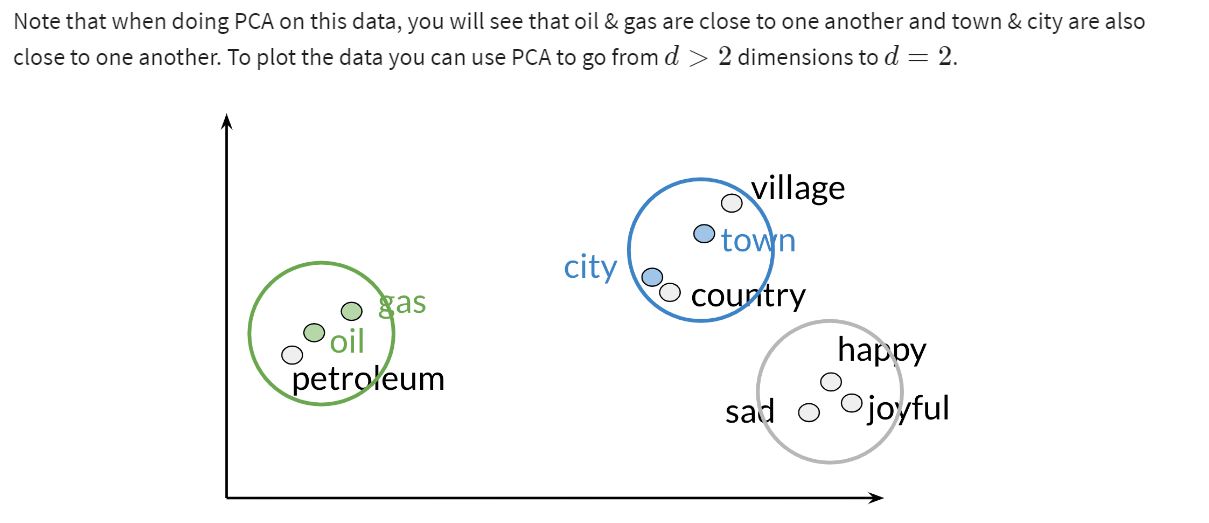 Note that when doing PCA on this data, you will see that oil & gas are close to one another and town & city are also
close to one another. To plot the data you can use PCA to go from d > 2 dimensions to d = 2.
village
town
city
country
gas
oil
petroleum
happy
sad
joyful